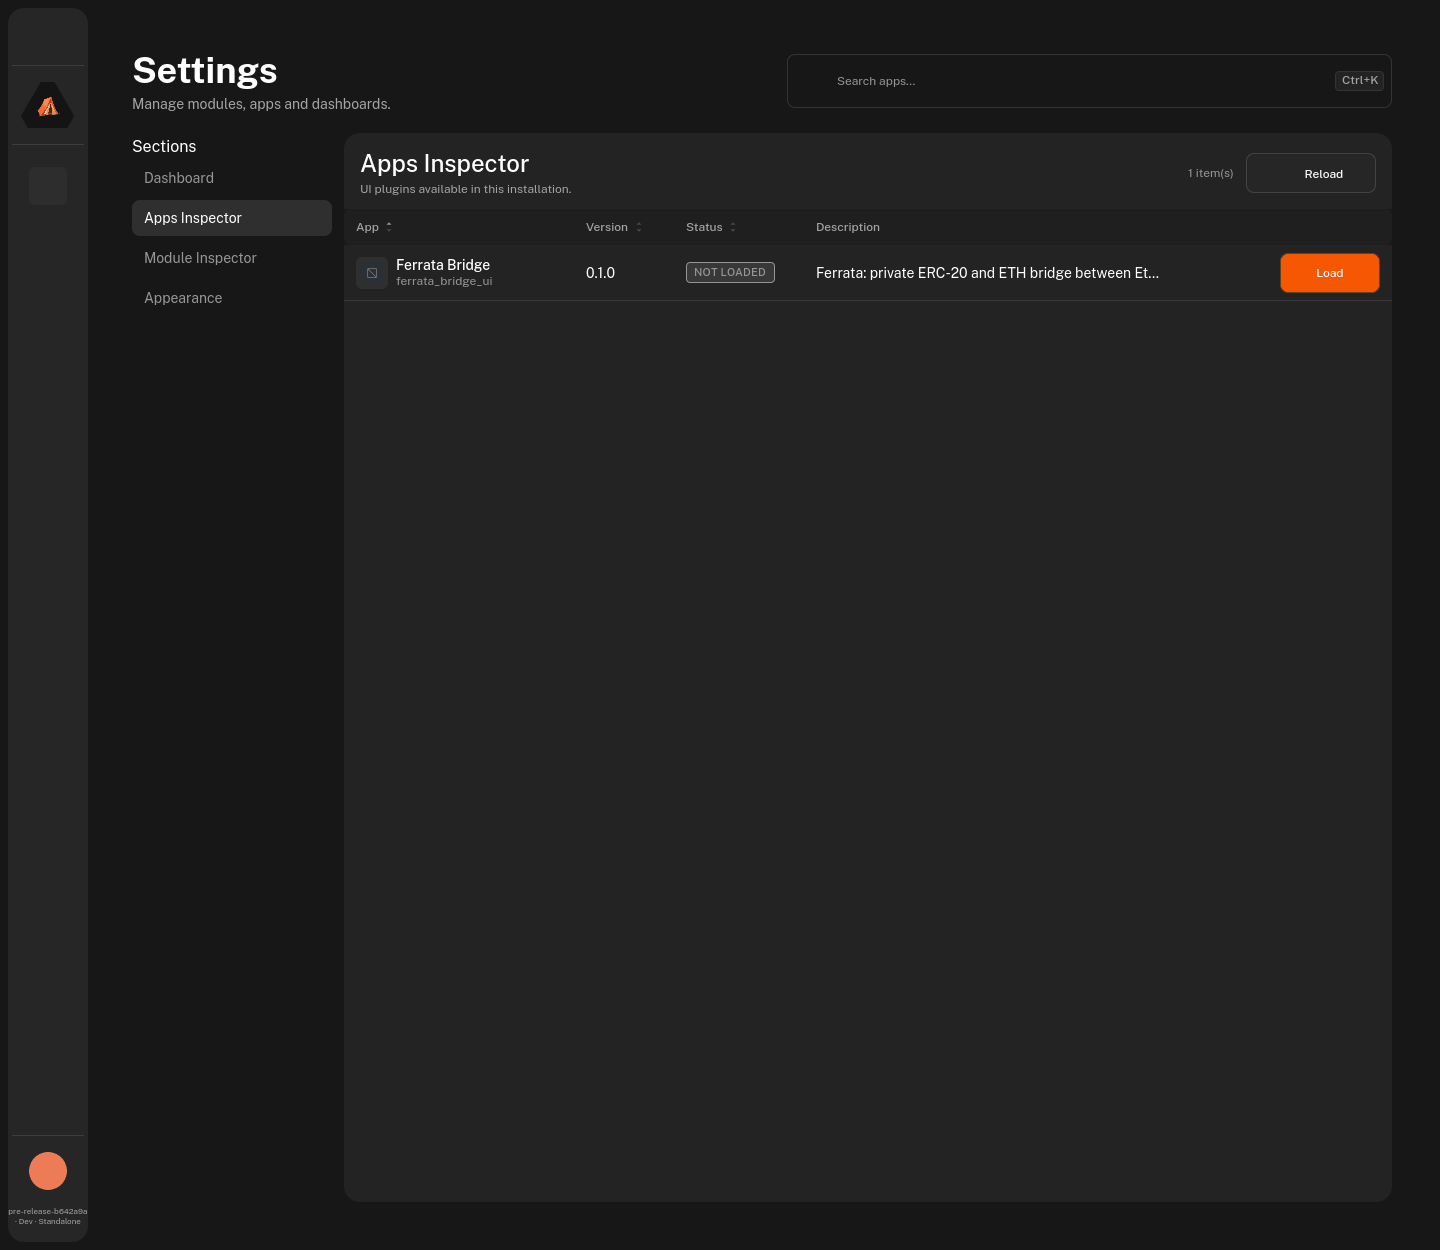 Settings
Manage modules, apps and dashboards.
Search apps...
Ctrl+K
Sections
Dashboard
Apps Inspector
Module Inspector
Appearance
Apps Inspector
UI plugins available in this installation.
1 item(s)
Reload
App
Version
Status
Description
Ferrata Bridge
ferrata_bridge_ui
0.1.0
NOT LOADED
Ferrata: private ERC-20 and ETH bridge between Et...
Load
pre-release-b642a9a
· Dev · Standalone